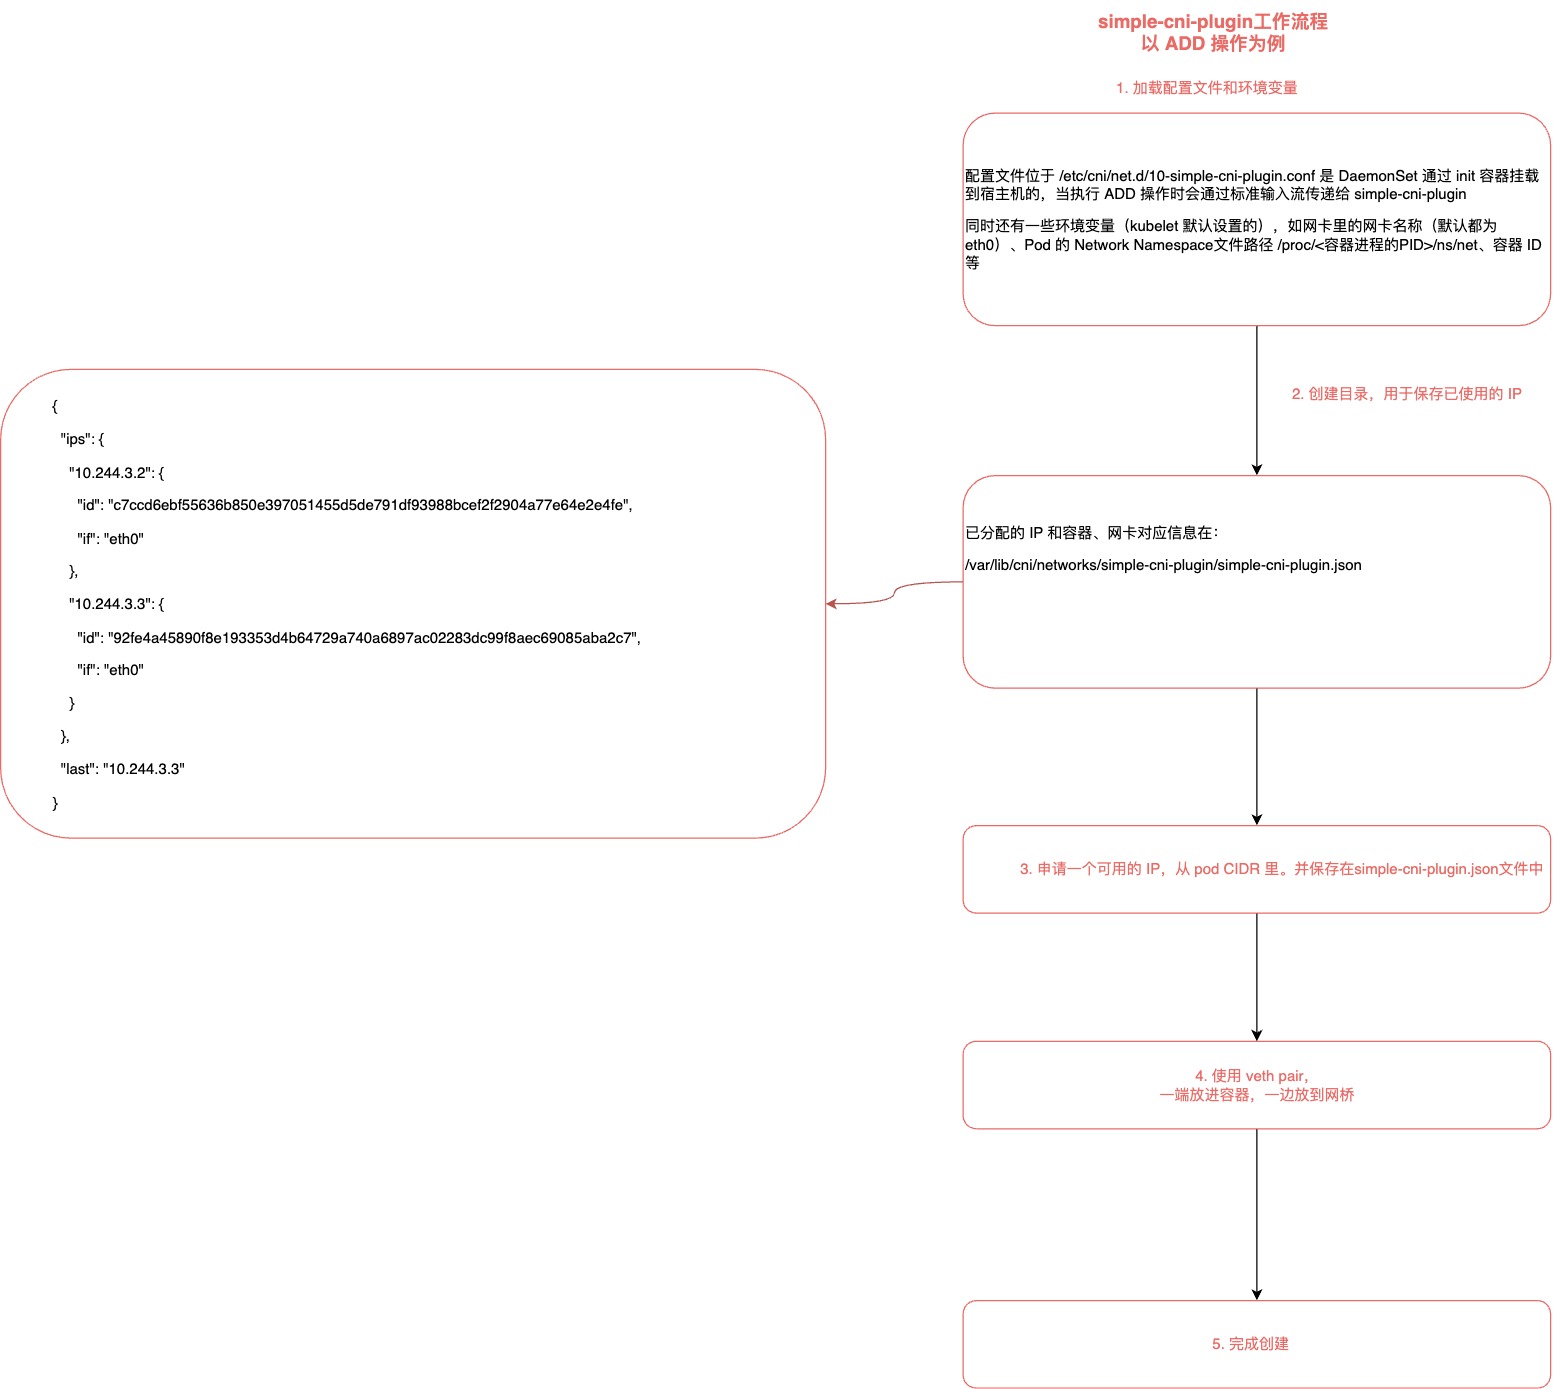 simple-cni-plugin工作流程
以 ADD 操作为例
1. 加载配置文件和环境变量
配置文件位于 /etc/cni/net.d/10-simple-cni-plugin.conf 是 DaemonSet 通过 init 容器挂载
到宿主机的，当执行 ADD 操作时会通过标准输入流传递给 simple-cni-plugin
同时还有一些环境变量（kubelet 默认设置的），如网卡里的网卡名称（默认都为
eth0）、Pod 的 Network Namespace文件路径 /proc/<容器进程的PID>/ns/net、容器 ID
等
2. 创建目录，用于保存已使用的 IP
已分配的 IP 和容器、网卡对应信息在：
/var/lib/cni/networks/simple-cni-plugin/simple-cni-plugin.json
{
"ips": {
"10.244.3.2": {
"id": "c7ccd6ebf55636b850e397051455d5de791df93988bcef2f2904a77e64e2e4fe",
"if": "eth0"
},
"10.244.3.3": {
"id": "92fe4a45890f8e193353d4b64729a740a6897ac02283dc99f8aec69085aba2c7",
"if": "eth0"
}
},
"last": "10.244.3.3"
}
3. 申请一个可用的 IP，从 pod CIDR 里。并保存在simple-cni-plugin.json文件中
4. 使用 veth pair，
一端放进容器，一边放到网桥
5. 完成创建